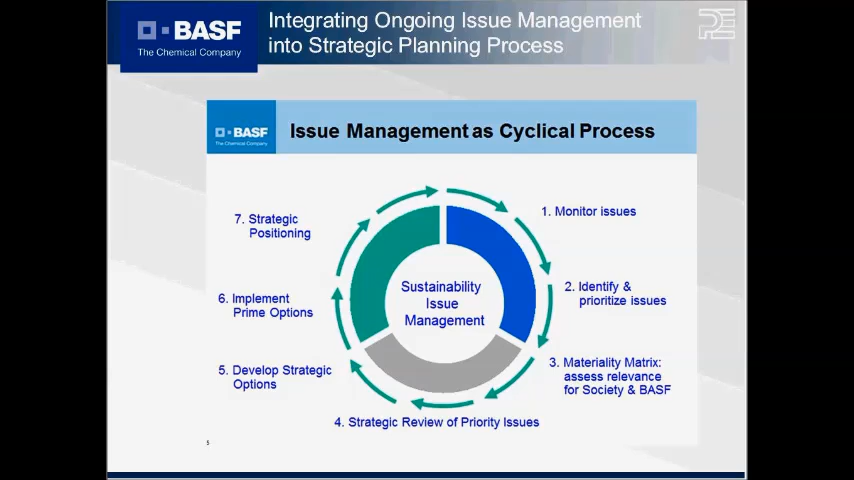 BASF
The Chemical Company
Integrating Ongoing Issue Management
into Strategic Planning Process
PE
BASF
The Chemical Company
Issue Management as Cyclical Process
1. Monitor issues
2. Identify &
prioritize issues
3. Materiality Matrix:
assess relevance
for Society & BASF
4. Strategic Review of Priority Issues
5. Develop Strategic
Options
6. Implement
Prime Options
7. Strategic
Positioning
Sustainability
Issue
Management
5